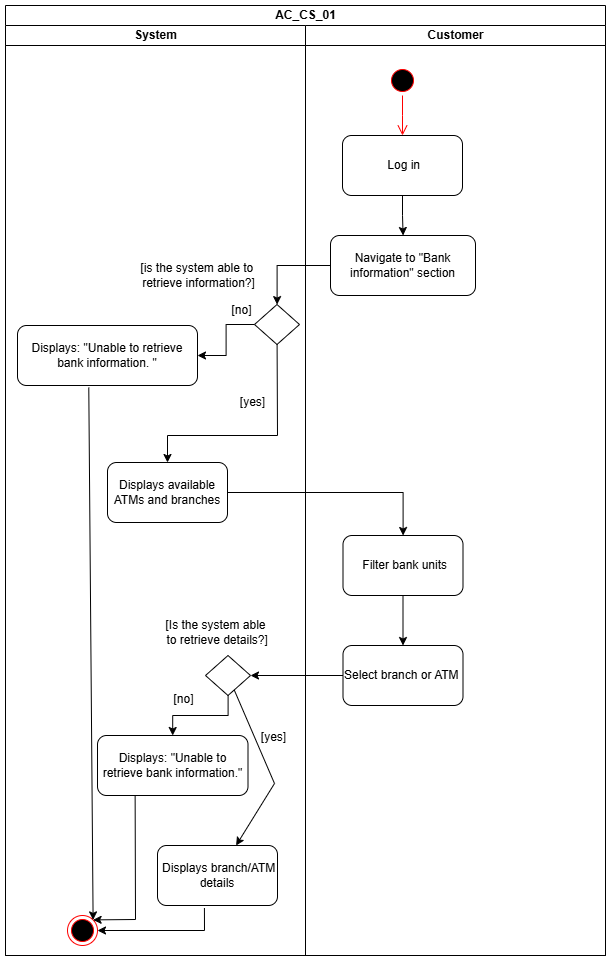 AC_CS_01
System
Customer
Log in
Navigate to "Bank
information" section
[is the system able to
retrieve information?]
[no]
Displays: "Unable to retrieve
bank information. "
[yes]
Displays available
ATMs and branches
Filter bank units
[Is the system able
to retrieve details?]
Select branch or ATM
[no]
[yes]
Displays: "Unable to
retrieve bank information."
Displays branch/ATM
details